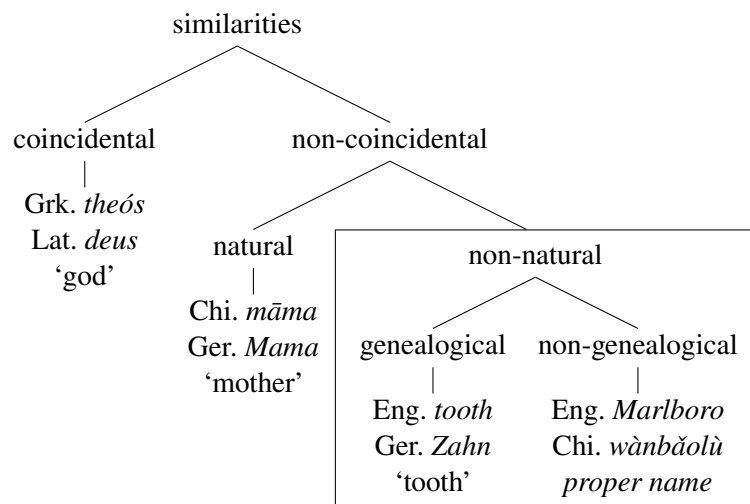 similarities
coincidental
non-coincidental
Grk. theós
Lat. deus
‘god’
natural
Chi. māma
Ger. Mama
‘mother’
non-natural
genealogical
non-genealogical
Eng. tooth
Ger. Zahn
‘tooth’
Eng. Marlboro
Chi. wànbǎolù
proper name